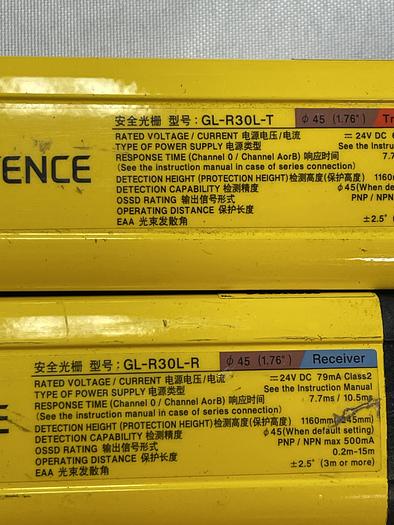 安全光栅 型号: GL-R30L-T ϕ45 (1.76") Tr
ENCE
RATED VOLTAGE / CURRENT 电源电压/电流 ⎓24V DC
TYPE OF POWER SUPPLY 电源类型 See the Instru
RESPONSE TIME (Channel 0 / Channel AorB) 响应时间 7.7
(See the instruction manual in case of series connection)
DETECTION HEIGHT (PROTECTION HEIGHT) 检测高度(保护高度) 1160m
DETECTION CAPABILITY 检测精度 ϕ45(When de
OSSD RATING 输出信号形式 PNP / NPN
OPERATING DISTANCE 保护长度
EAA 光束发散角 ±2.5°
安全光栅 型号: GL-R30L-R ϕ45 (1.76") Receiver
CE
RATED VOLTAGE / CURRENT 电源电压/电流 ⎓24V DC 79mA Class2
TYPE OF POWER SUPPLY 电源类型 See the Instruction Manual
RESPONSE TIME (Channel 0 / Channel AorB) 响应时间 7.7ms / 10.5ms
(See the instruction manual in case of series connection)
DETECTION HEIGHT (PROTECTION HEIGHT) 检测高度(保护高度) 1160mm
DETECTION CAPABILITY 检测精度 ϕ45(When default setting)
OSSD RATING 输出信号形式 PNP / NPN max 500mA
OPERATING DISTANCE 保护长度 0.2m-15m
EAA 光束发散角 ±2.5° (3m or more)